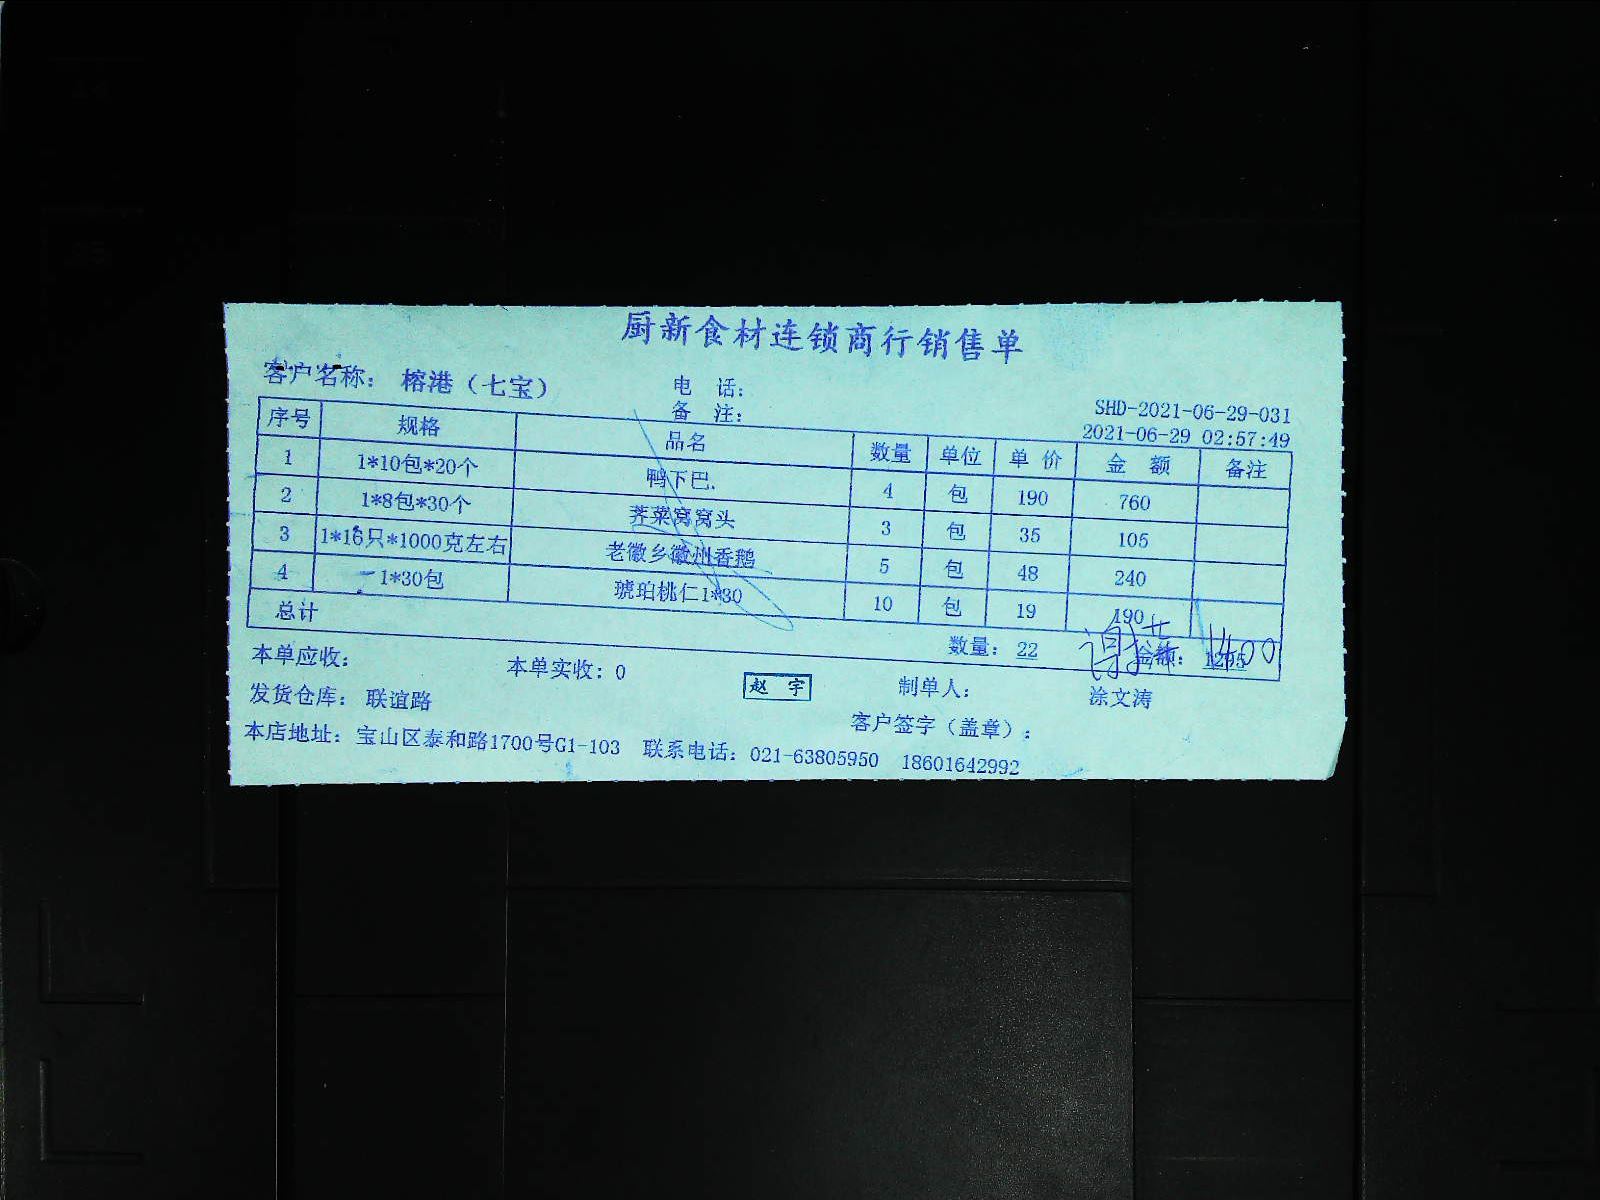 厨新食材连锁商行销售单
客户名称： 榕港（七宝） 电 话： SHD-2021-06-29-031
备 注： 2021-06-29 02:57:49
序号 规格 品名 数量 单位 单 价 金 额 备注
1 1*10包*20个 鸭下巴. 4 包 190 760
2 1*8包*30个 荠菜窝窝头 3 包 35 105
3 1*16只*1000克左右 老徽乡徽州香鹅 5 包 48 240
4 1*30包 琥珀桃仁1*30 10 包 19 190
总计 数量： 22 金额： 1295 1400
本单应收： 本单实收：0 赵 宇 制单人： 涂文涛
发货仓库： 联谊路 客户签字（盖章）：
本店地址：宝山区泰和路1700号G1-103 联系电话：021-63805950 18601642992